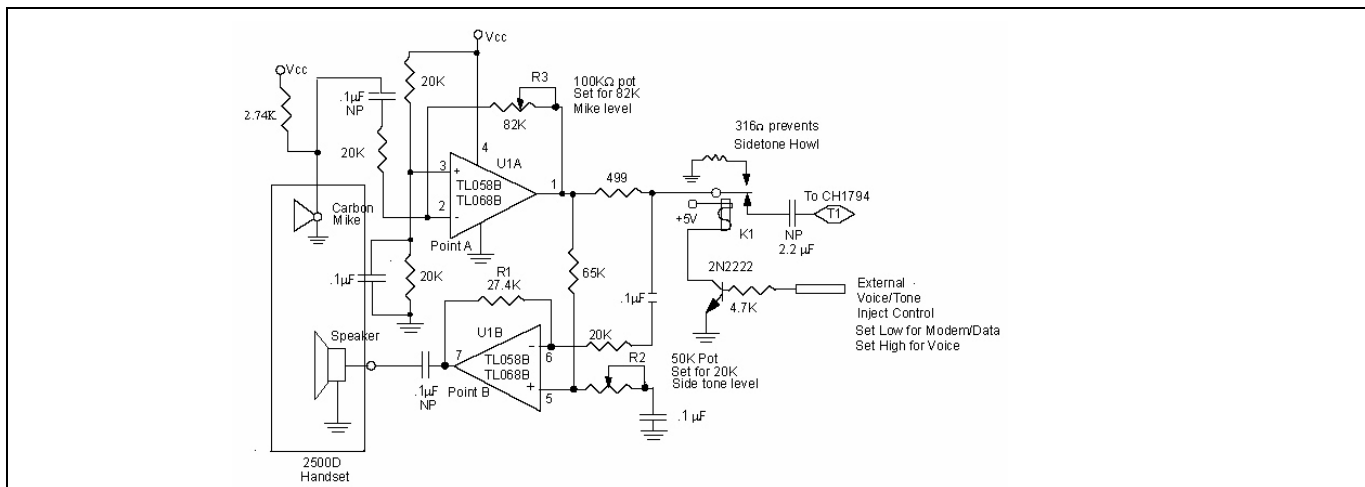 Vcc
Vcc
2.74K
.1µF
NP
20K
20K
R3
82K
100KΩ pot
Set for 82K
Mike level
4
U1A
3
+
TL058B
TL068B
2
-
1
Point A
Carbon
Mike
499
316Ω prevents
Sidetone Howl
To CH1794
T1
NP
2.2 µF
+5V
K1
2N2222
4.7K
External
Voice/Tone
Inject Control
Set Low for Modem/Data
Set High for Voice
.1µF
20K
65K
.1µF
R1
27.4K
Speaker
U1B
7
TL058B
TL068B
-
6
+
5
Point B
20K
R2
50K Pot
Set for 20K
Side tone level
.1µF
NP
.1 µF
2500D
Handset